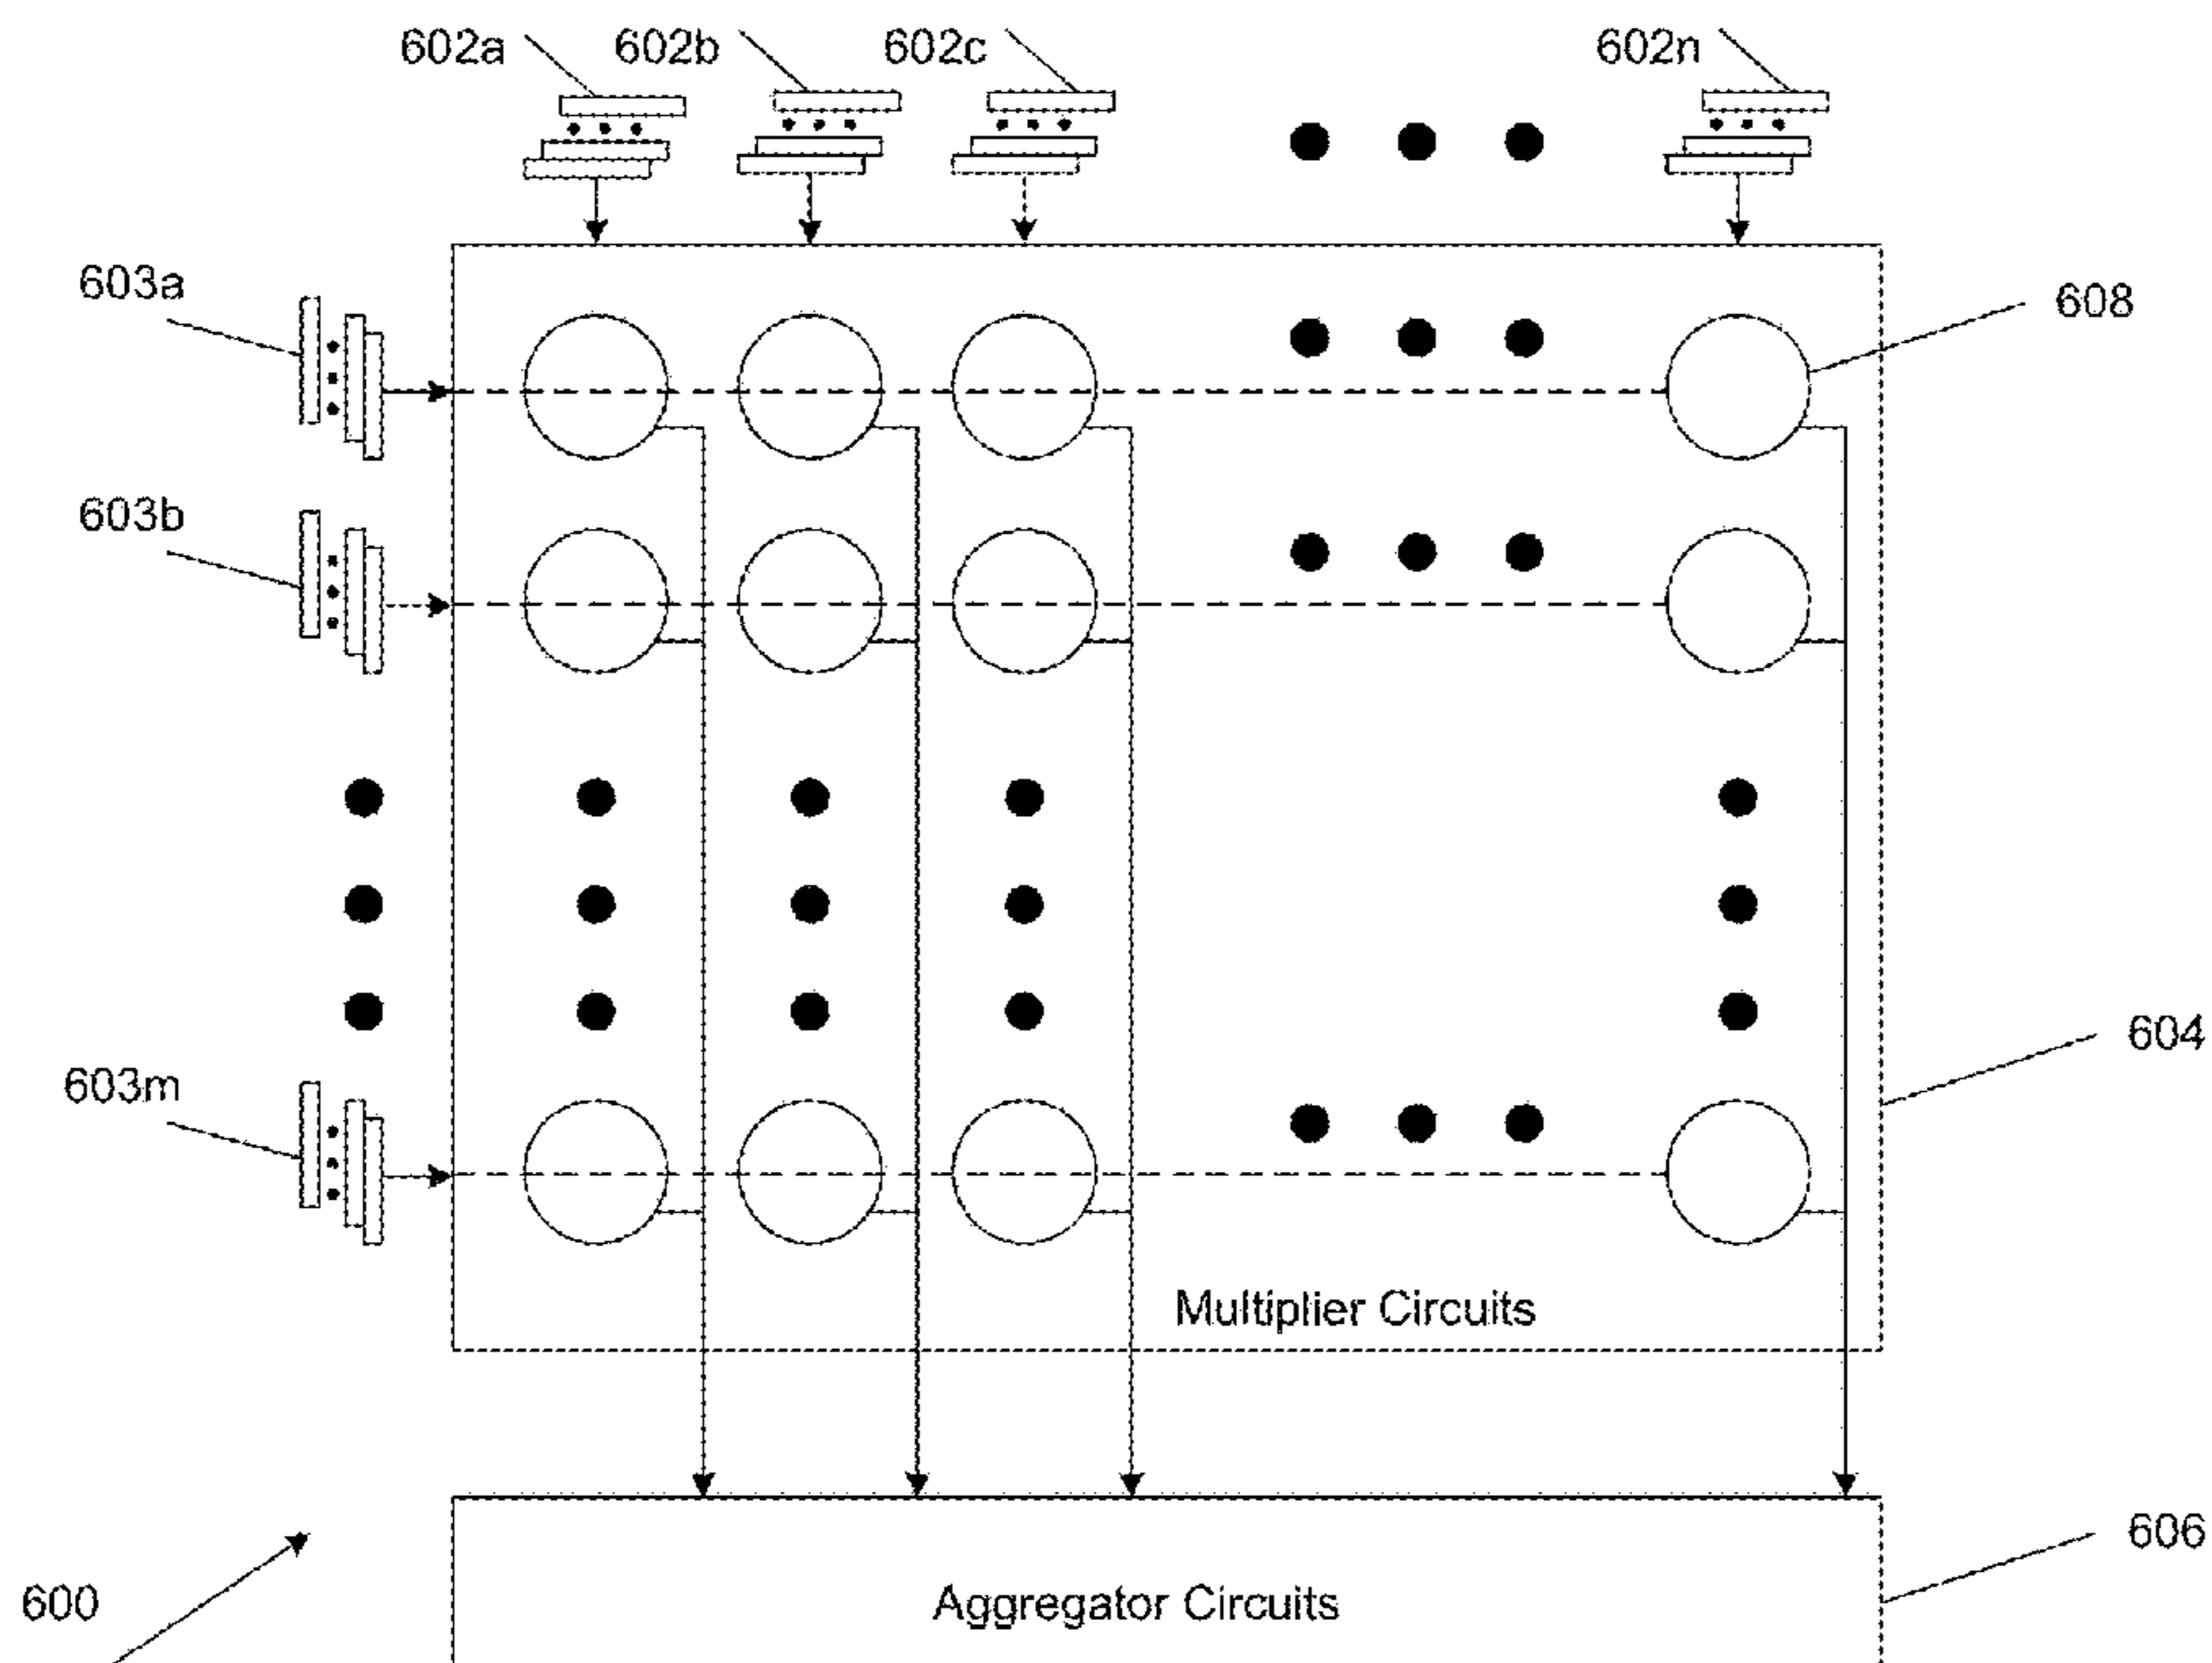 602a
602b
602c
602n
603a
608
603b
604
603m
Multiplier Circuits
606
600
Aggregator Circuits